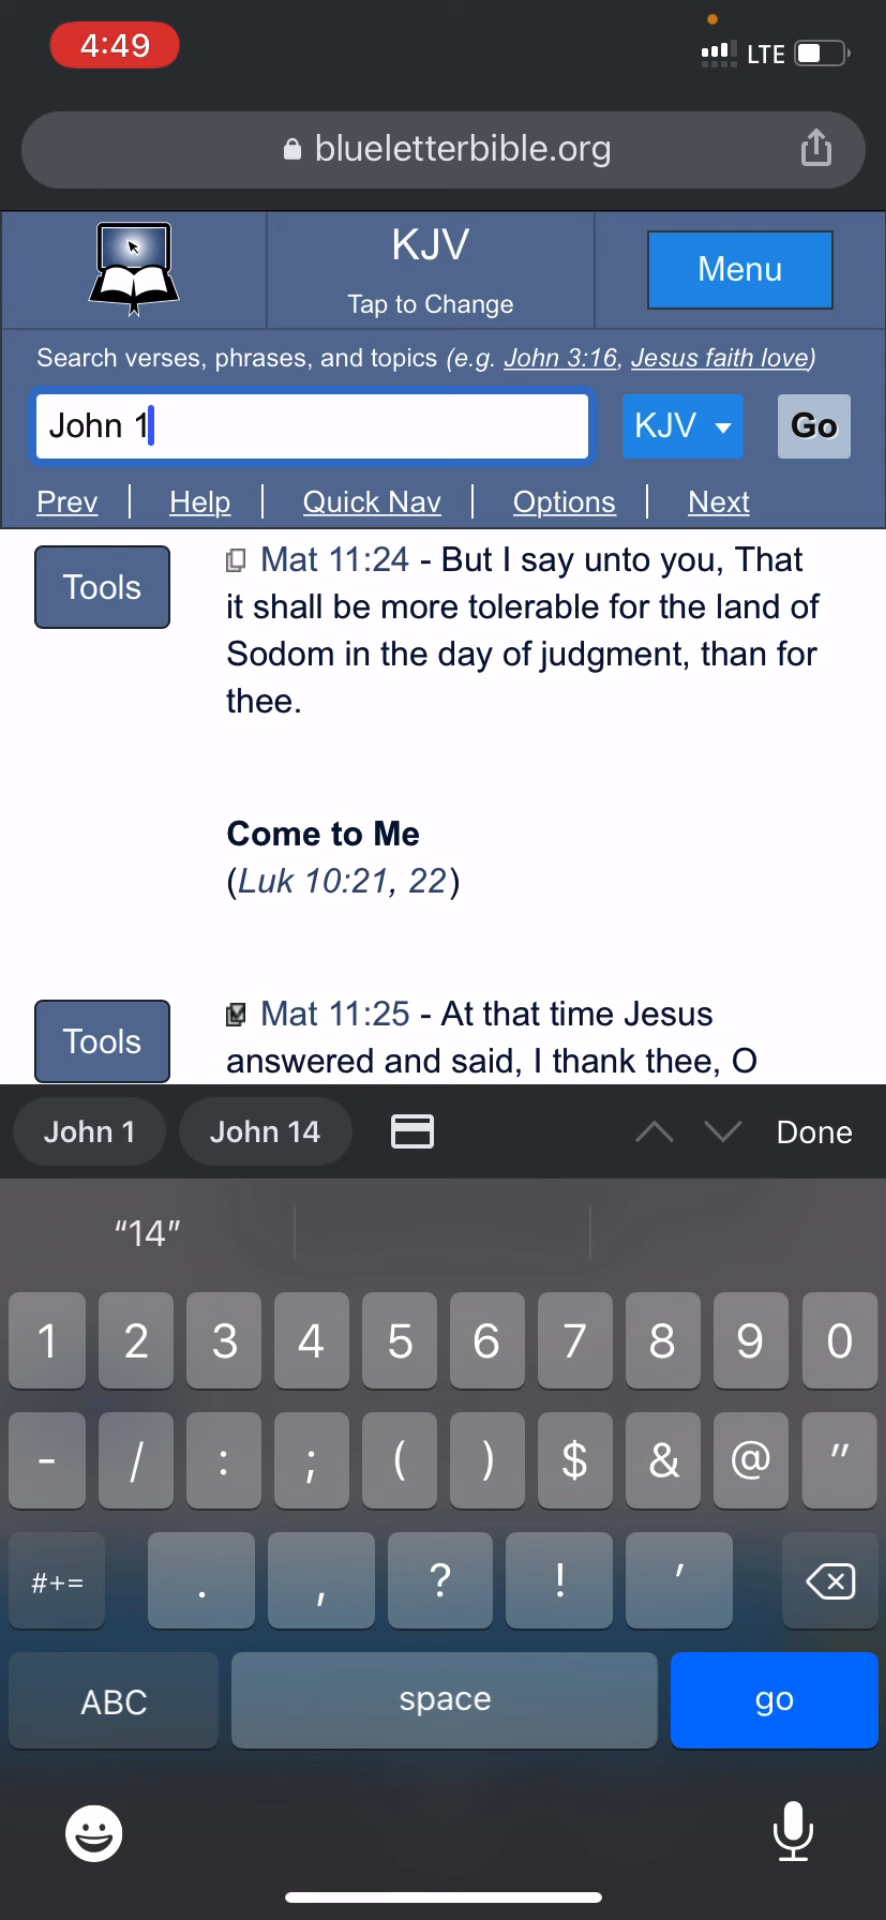 4:49
LTE
blueletterbible.org
KJV
Tap to Change
Menu
Search verses, phrases, and topics (e.g. John 3:16, Jesus faith love)
John 1
KJV
Go
Prev | Help | Quick Nav | Options | Next
Tools
Mat 11:24 - But I say unto you, That
it shall be more tolerable for the land of
Sodom in the day of judgment, than for
thee.
Come to Me
(Luk 10:21, 22)
Tools
Mat 11:25 - At that time Jesus
answered and said, I thank thee, O
John 1
John 14
Done
“14”
1 2 3 4 5 6 7 8 9 0
- / : ; ( ) $ & @ "
#+= . , ? ! '
ABC
space
go